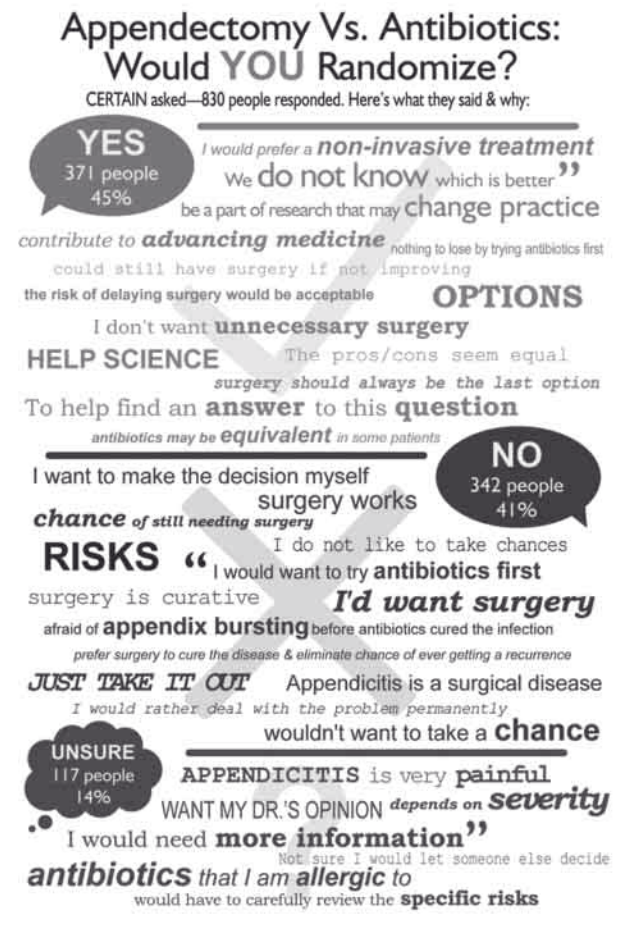 Appendectomy Vs. Antibiotics:
Would YOU Randomize?
CERTAIN asked—830 people responded. Here's what they said & why:
YES
371 people
45%
I would prefer a non-invasive treatment
We do not know which is better”
be a part of research that may change practice
contribute to advancing medicine
nothing to lose by trying antibiotics first
could still have surgery if not improving
the risk of delaying surgery would be acceptable
OPTIONS
I don't want unnecessary surgery
HELP SCIENCE
The pros/cons seem equal
surgery should always be the last option
To help find an answer to this question
antibiotics may be equivalent in some patients
NO
342 people
41%
I want to make the decision myself
surgery works
chance of still needing surgery
RISKS
I do not like to take chances
“ I would want to try antibiotics first
surgery is curative
I'd want surgery
afraid of appendix bursting before antibiotics cured the infection
prefer surgery to cure the disease & eliminate chance of ever getting a recurrence
JUST TAKE IT OUT
Appendicitis is a surgical disease
I would rather deal with the problem permanently
wouldn't want to take a chance
UNSURE
117 people
14%
APPENDICITIS is very painful
WANT MY DR.'S OPINION
depends on severity
I would need more information”
Not sure I would let someone else decide
antibiotics that I am allergic to
would have to carefully review the specific risks